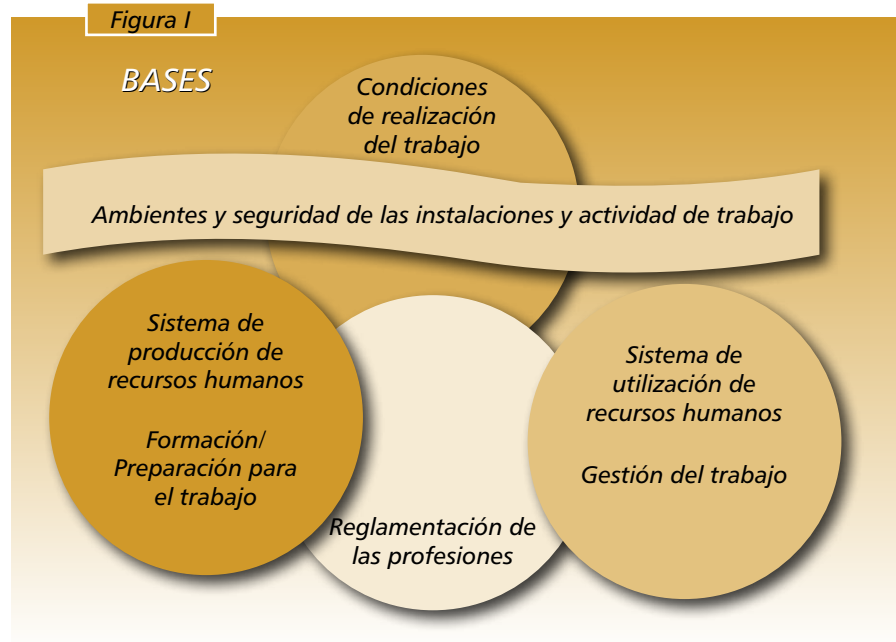 Figura I
BASES
Condiciones
de realización
del trabajo
Ambientes y seguridad de las instalaciones y actividad de trabajo
Sistema de
producción de
recursos humanos
Formación/
Preparación para
el trabajo
Sistema de
utilización de
recursos humanos
Gestión del trabajo
Reglamentación de
las profesiones